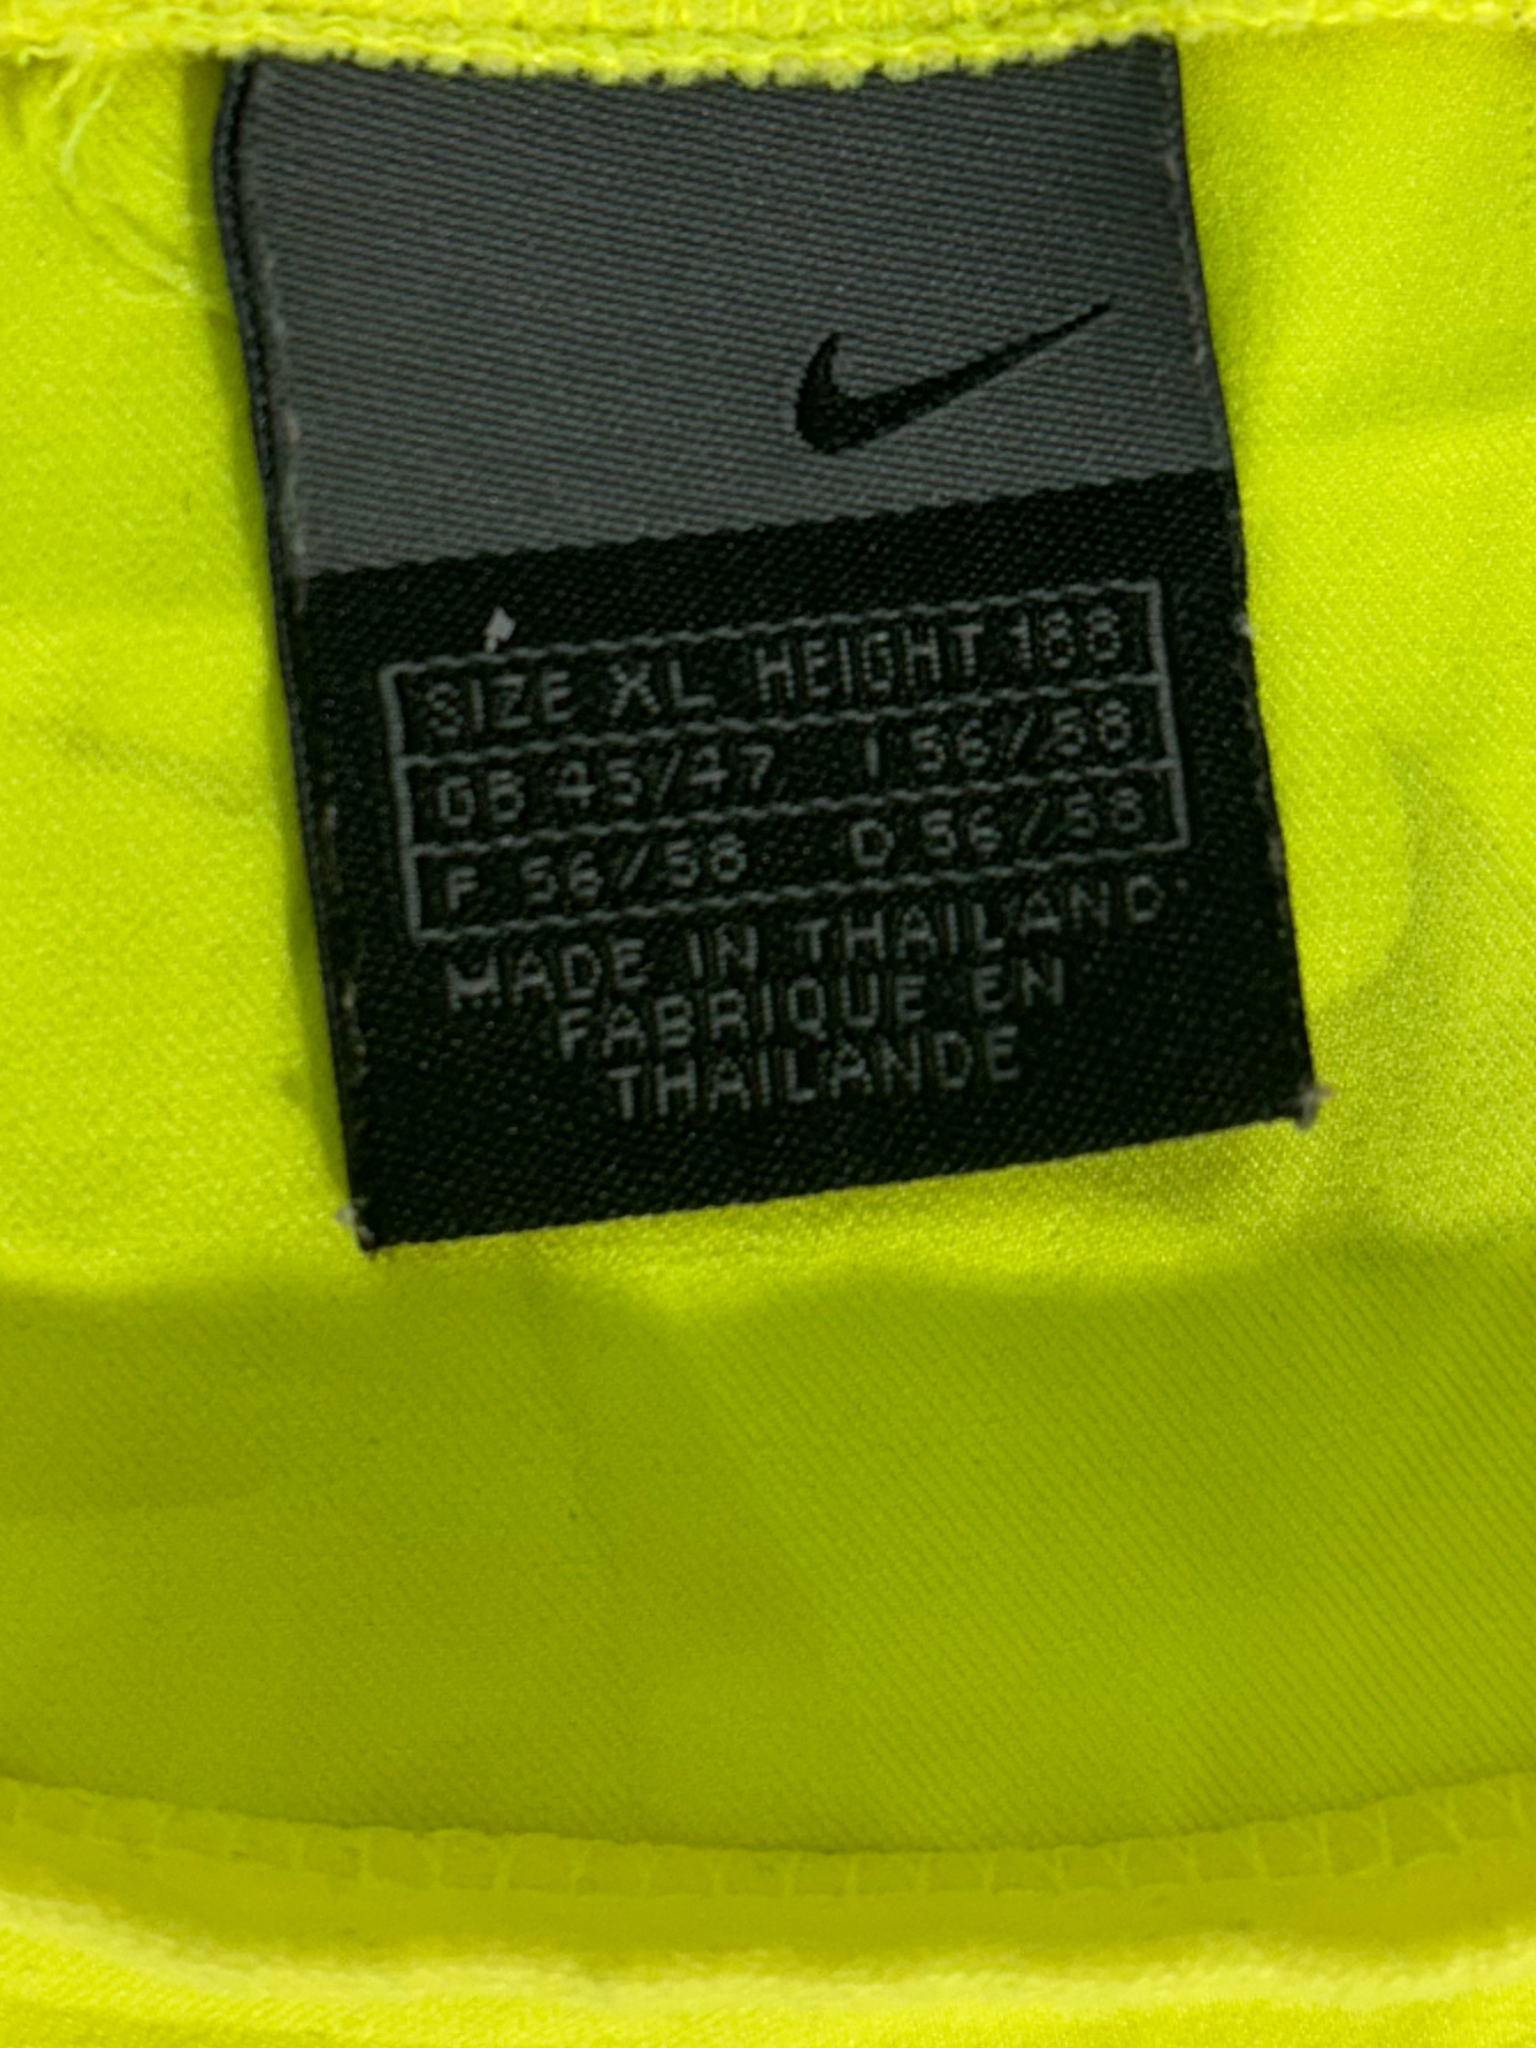 SIZE XL HEIGHT 188
GB 45/47 I 56/58
F 56/58 D 56/58
MADE IN THAILAND
FABRIQUE EN
THAILANDE